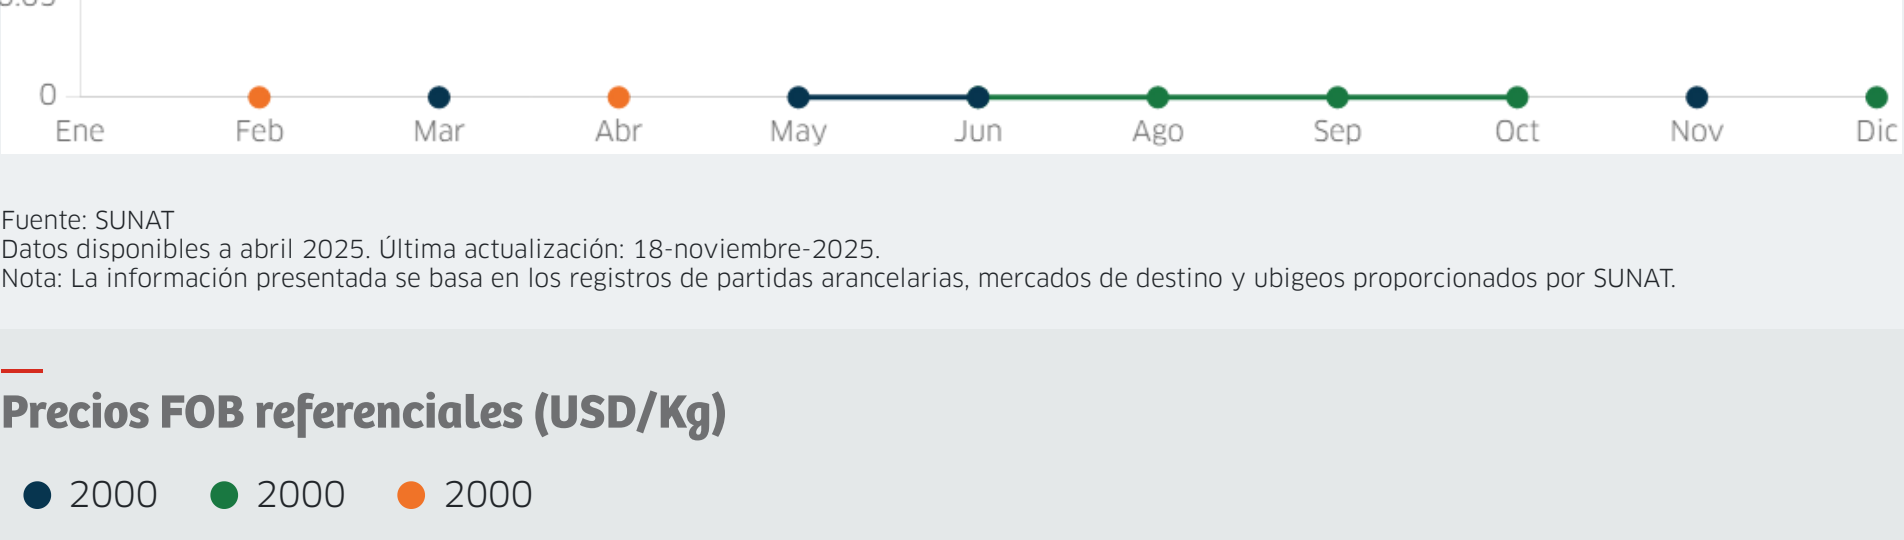 0
Ene Feb Mar Abr May Jun Ago Sep Oct Nov Dic
Fuente: SUNAT
Datos disponibles a abril 2025. Última actualización: 18-noviembre-2025.
Nota: La información presentada se basa en los registros de partidas arancelarias, mercados de destino y ubigeos proporcionados por SUNAT.
Precios FOB referenciales (USD/Kg)
2000 2000 2000